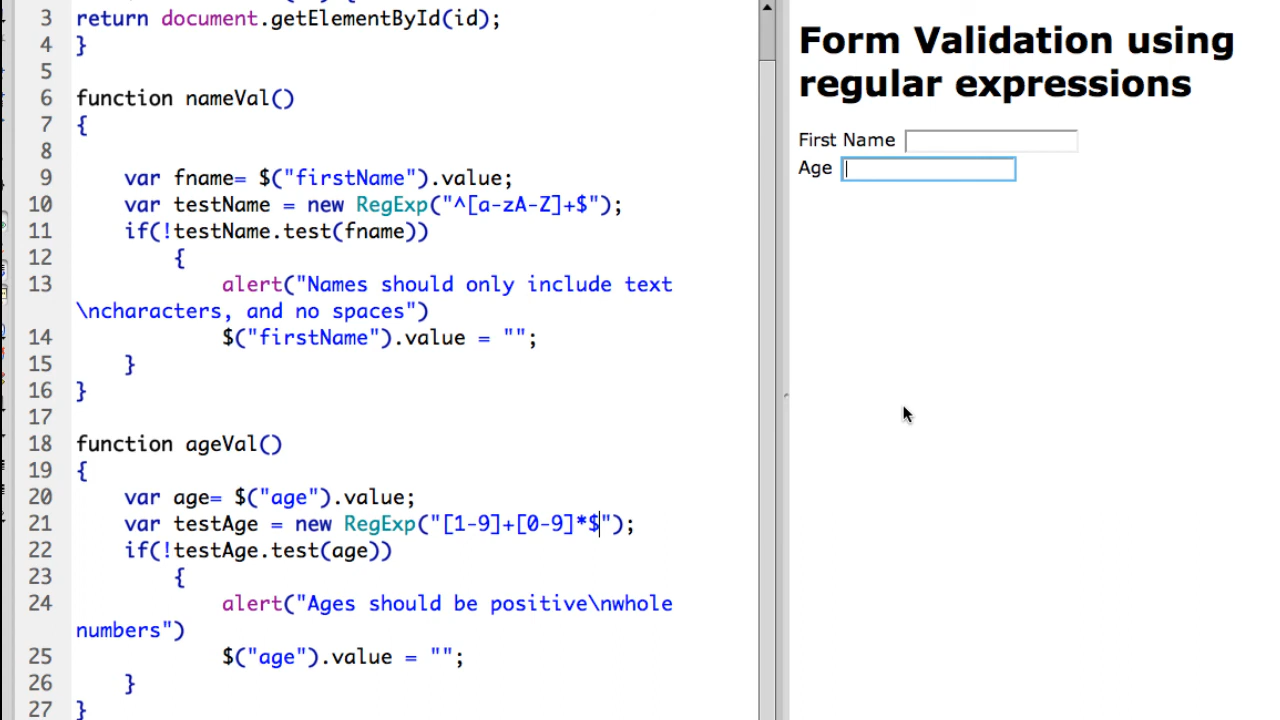 3 return document.getElementById(id);
4 }
5
6 function nameVal()
7 {
8
9 var fname= $("firstName").value;
10 var testName = new RegExp("^[a-zA-Z]+$");
11 if(!testName.test(fname))
12 {
13 alert("Names should only include text
\ncharacters, and no spaces")
14 $("firstName").value = "";
15 }
16 }
17
18 function ageVal()
19 {
20 var age= $("age").value;
21 var testAge = new RegExp("[1-9]+[0-9]*$");
22 if(!testAge.test(age))
23 {
24 alert("Ages should be positive\nwhole
numbers")
25 $("age").value = "";
26 }
27 }
Form Validation using
regular expressions
First Name
Age